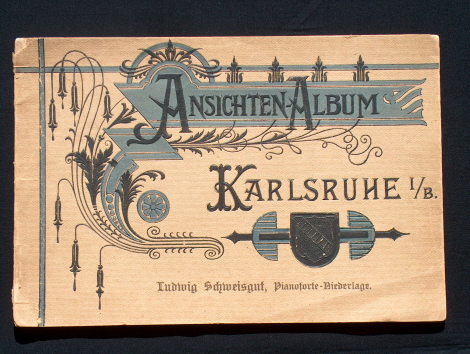 ANSICHTEN-ALBUM
KARLSRUHE I/B.
Ludwig Schweisgut, Pianoforte-Niederlage.